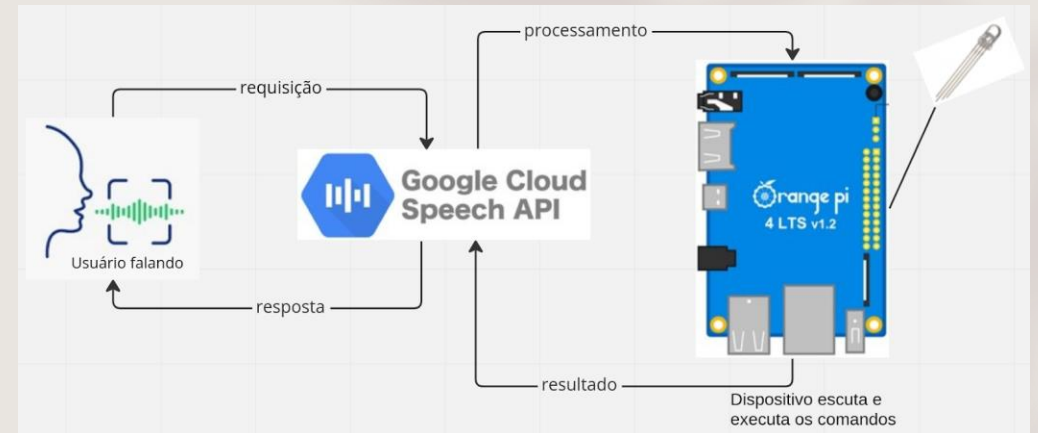 processamento
requisição
Google Cloud
Speech API
Orange pi
4 LTS v1.2
Usuário falando
resposta
resultado
Dispositivo escuta e
executa os comandos